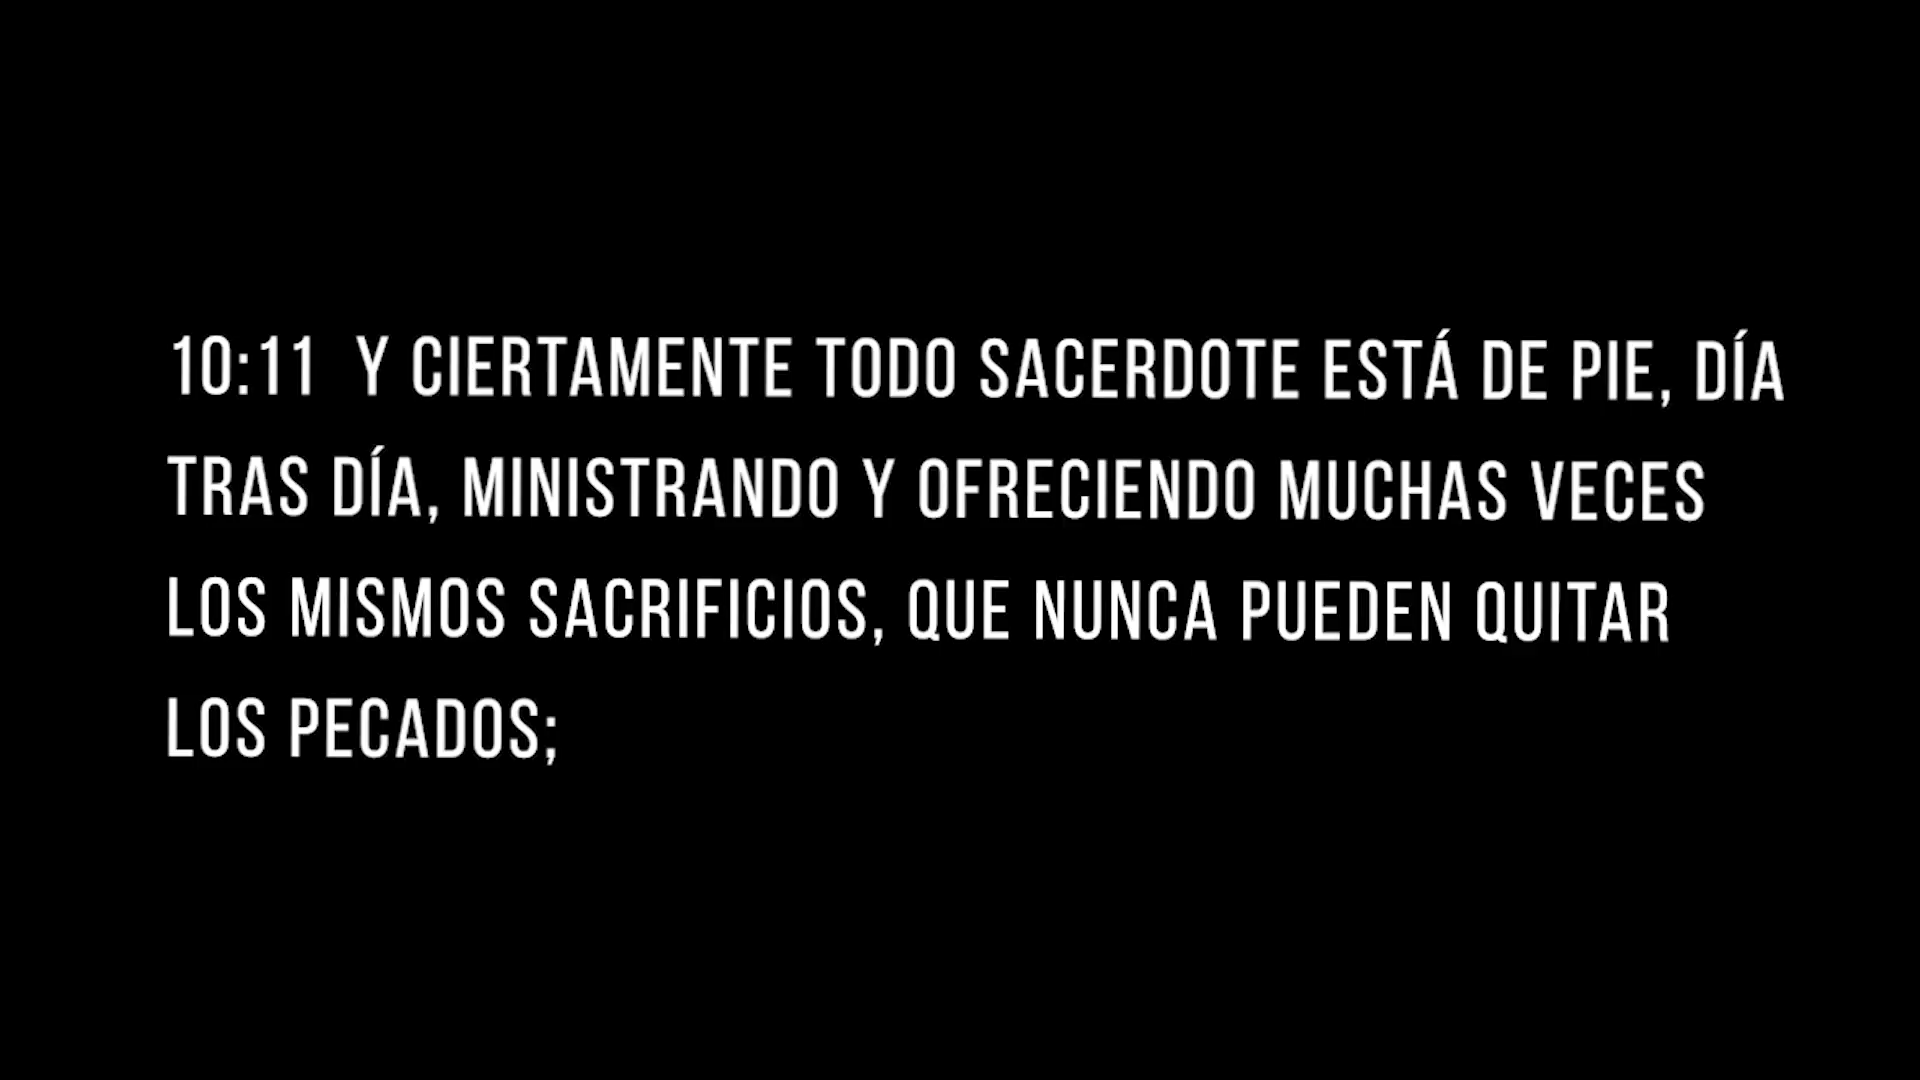 10:11 Y CIERTAMENTE TODO SACERDOTE ESTÁ DE PIE, DÍA
TRAS DÍA, MINISTRANDO Y OFRECIENDO MUCHAS VECES
LOS MISMOS SACRIFICIOS, QUE NUNCA PUEDEN QUITAR
LOS PECADOS;